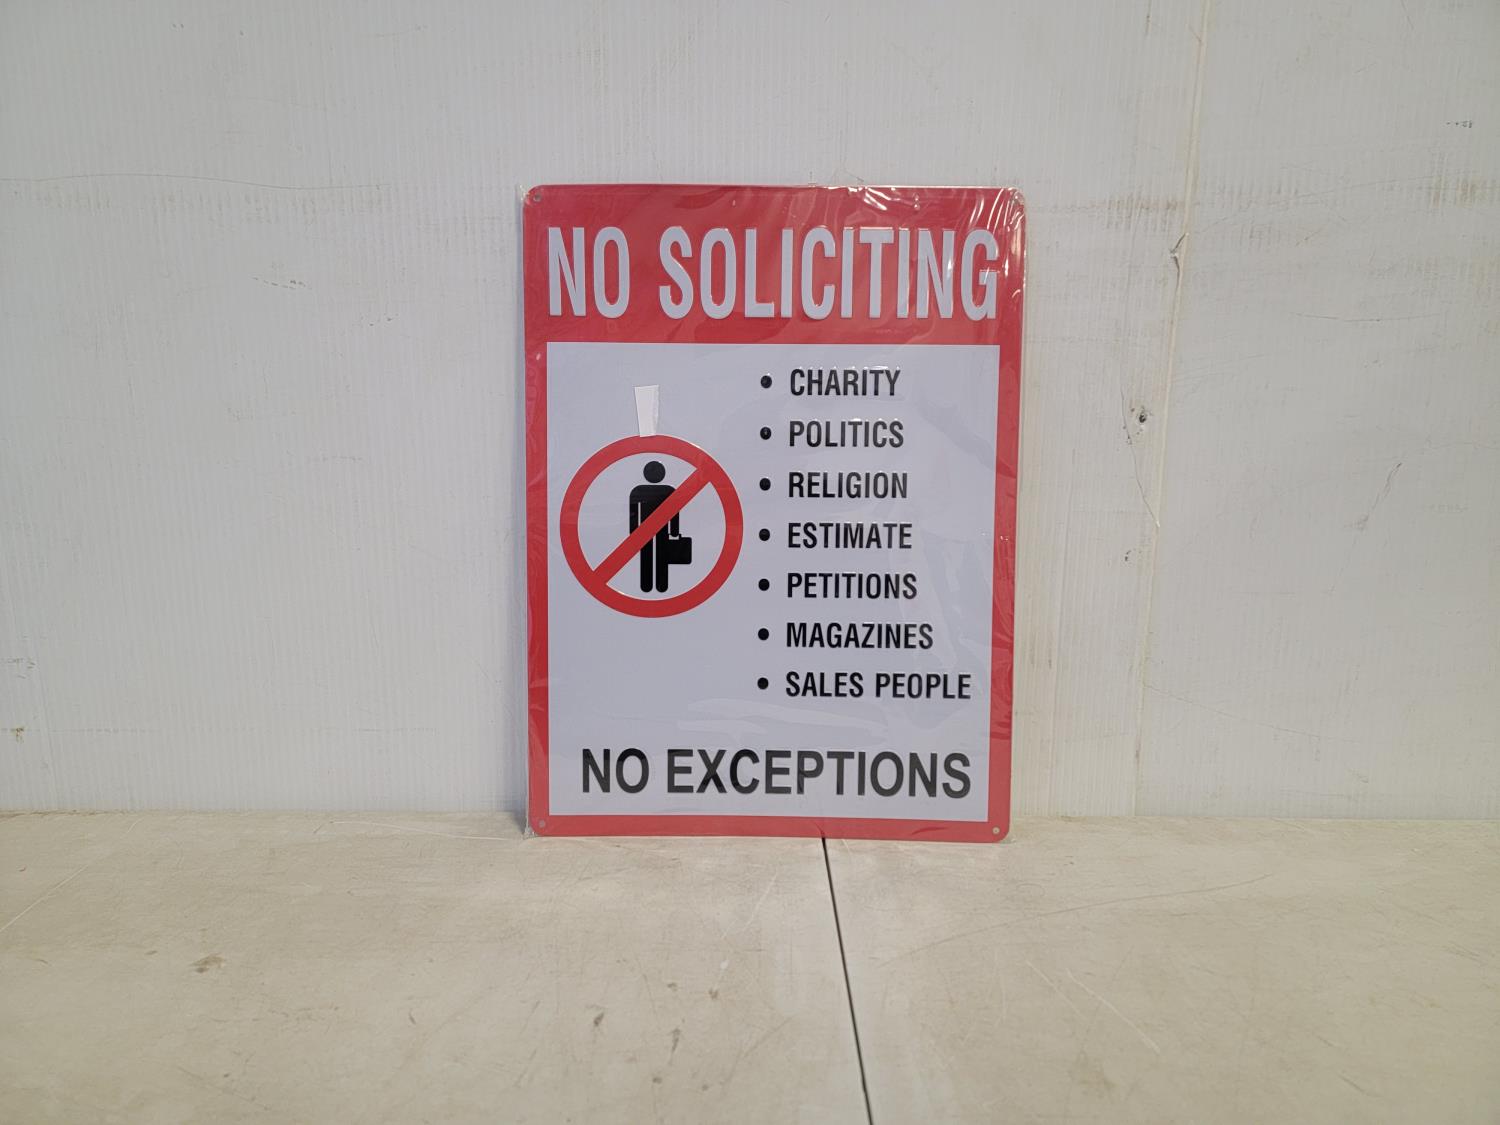 NO SOLICITING
• CHARITY
• POLITICS
• RELIGION
• ESTIMATE
• PETITIONS
• MAGAZINES
• SALES PEOPLE
NO EXCEPTIONS